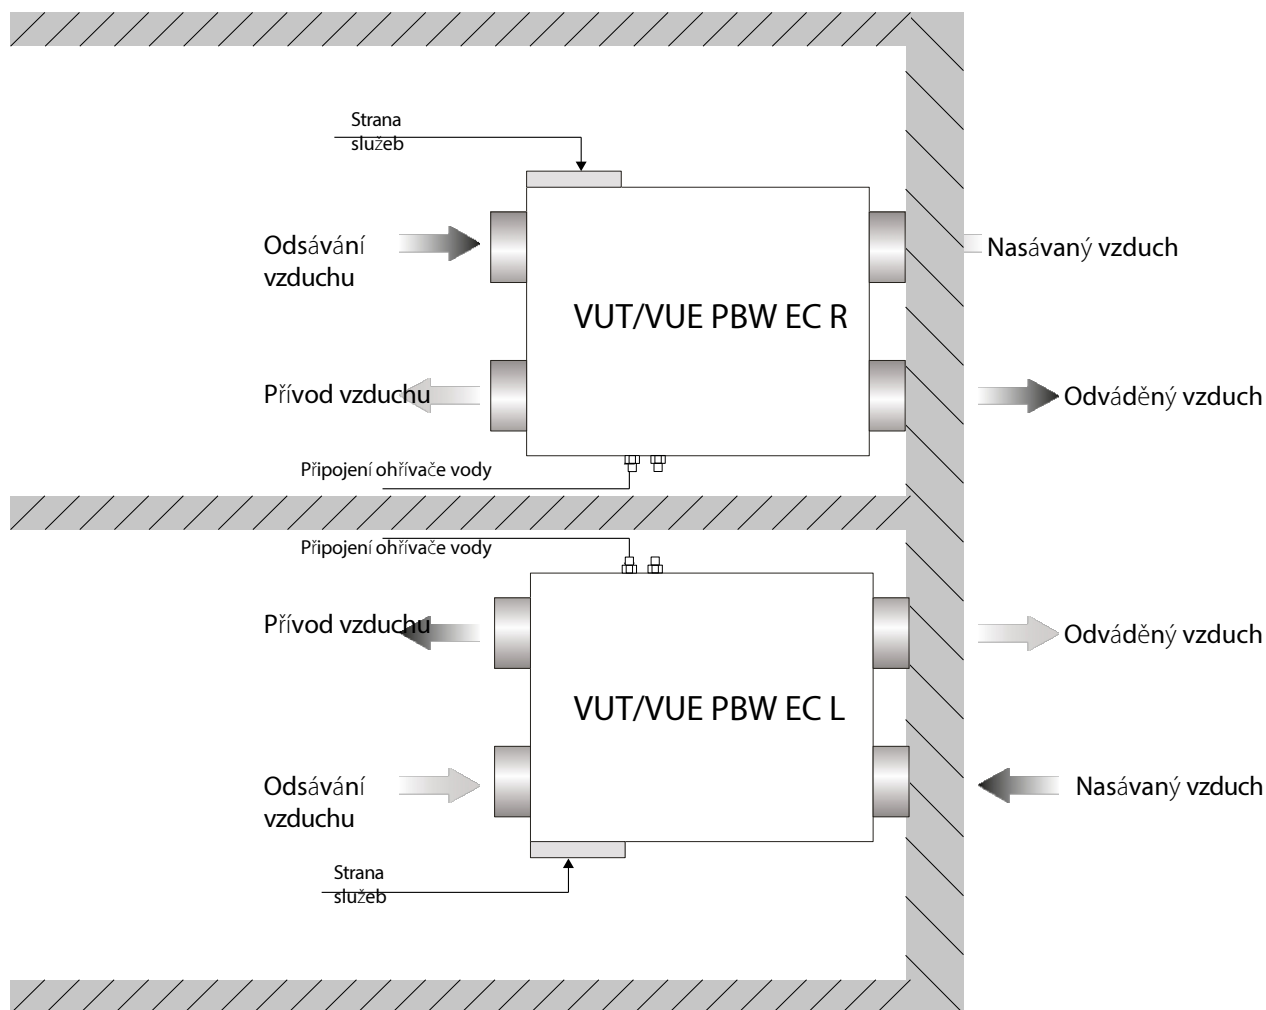 Strana
služeb
Odsávání
vzduchu
Nasávaný vzduch
VUT/VUE PBW EC R
Přívod vzduchu
Odváděný vzduch
Připojení ohřívače vody
Připojení ohřívače vody
Přívod vzduchu
Odváděný vzduch
VUT/VUE PBW EC L
Odsávání
vzduchu
Nasávaný vzduch
Strana
služeb